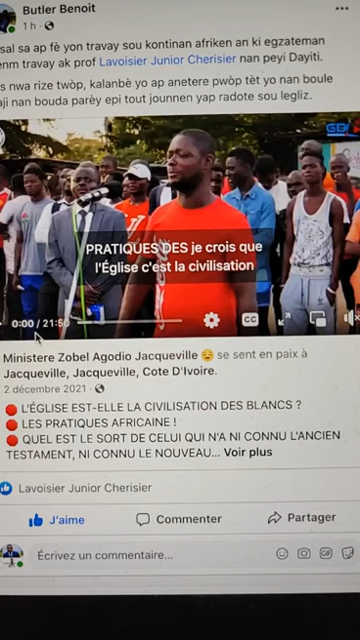 Butler Benoit
1 h ·
sal sa ap fè yon travay sou kontinan afriken an ki egzateman
enm travay ak prof Lavoisier Junior Cherisier nan peyi Dayiti.
s nwa rize twòp, kalanbè yo ap anetere pwòp tèt yo nan boule
aji nan bouda parèy epi tout jounnen yap radote sou legliz.
PRATIQUES DES je crois que
l'Église c'est la civilisation
0:00 / 21:50
CC
Ministere Zobel Agodio Jacqueville 😌 se sent en paix à
Jacqueville, Jacqueville, Cote D'Ivoire.
2 décembre 2021 ·
🔴 L'ÉGLISE EST-ELLE LA CIVILISATION DES BLANCS ?
🔴 LES PRATIQUES AFRICAINE !
🔴 QUEL EST LE SORT DE CELUI QUI N'A NI CONNU L'ANCIEN
TESTAMENT, NI CONNU LE NOUVEAU... Voir plus
Lavoisier Junior Cherisier
J'aime
Commenter
Partager
Écrivez un commentaire...
GIF